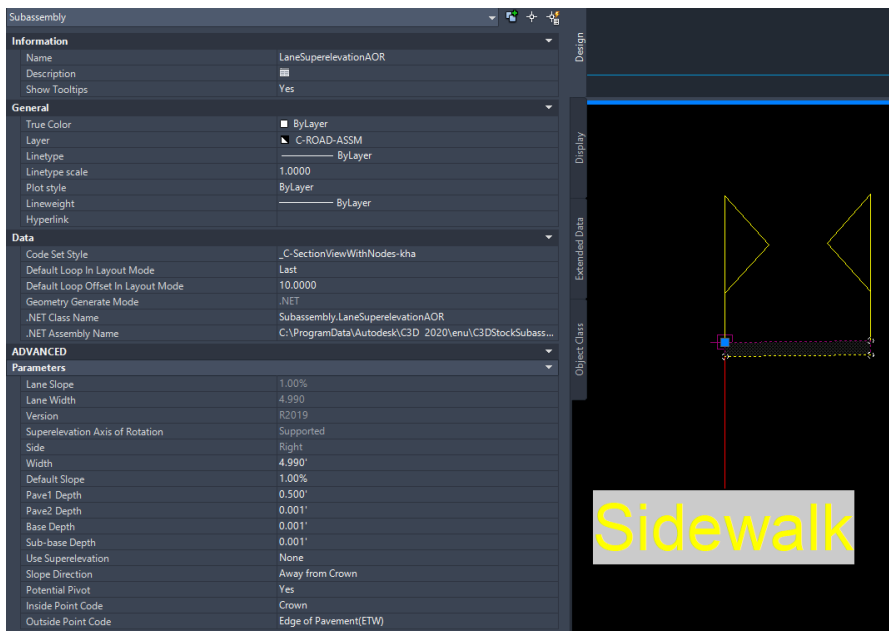 Subassembly
Information
Name LaneSuperelevationAOR
Description
Show Tooltips Yes
General
True Color ByLayer
Layer C-ROAD-ASSM
Linetype ByLayer
Linetype scale 1.0000
Plot style ByLayer
Lineweight ByLayer
Hyperlink
Data
Code Set Style _C-SectionViewWithNodes-kha
Default Loop In Layout Mode Last
Default Loop Offset In Layout Mode 10.0000
Geometry Generate Mode .NET
.NET Class Name Subassembly.LaneSuperelevationAOR
.NET Assembly Name C:\ProgramData\Autodesk\C3D 2020\enu\C3DStockSubass...
ADVANCED
Parameters
Lane Slope 1.00%
Lane Width 4.990
Version R2019
Superelevation Axis of Rotation Supported
Side Right
Width 4.990'
Default Slope 1.00%
Pave1 Depth 0.500'
Pave2 Depth 0.001'
Base Depth 0.001'
Sub-base Depth 0.001'
Use Superelevation None
Slope Direction Away from Crown
Potential Pivot Yes
Inside Point Code Crown
Outside Point Code Edge of Pavement(ETW)
Design
Display
Extended Data
Object Class
Sidewalk